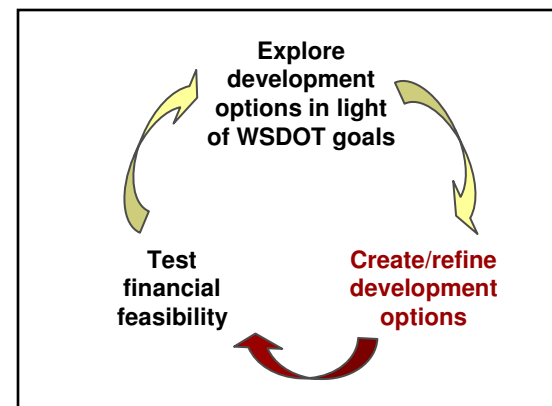 Explore
development
options in light
of WSDOT goals
Create/refine
development
options
Test
financial
feasibility